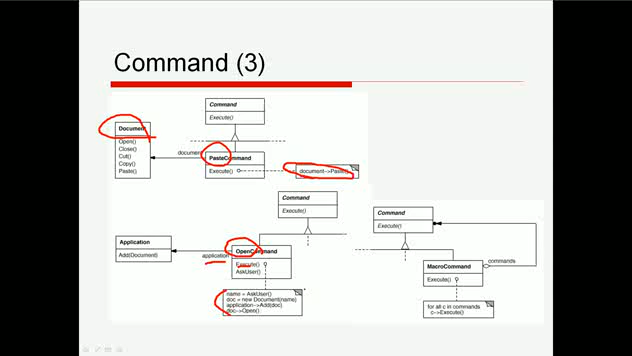 Command (3)
Command
Execute()
Document
Open()
Close()
Cut()
Copy()
Paste()
document
PasteCommand
Execute()
document->Paste()
Command
Execute()
Application
Add(Document)
application
OpenCommand
Execute()
AskUser()
name = AskUser()
doc = new Document(name)
application->Add(doc)
doc->Open()
Command
Execute()
MacroCommand
Execute()
commands
for all c in commands
c->Execute()